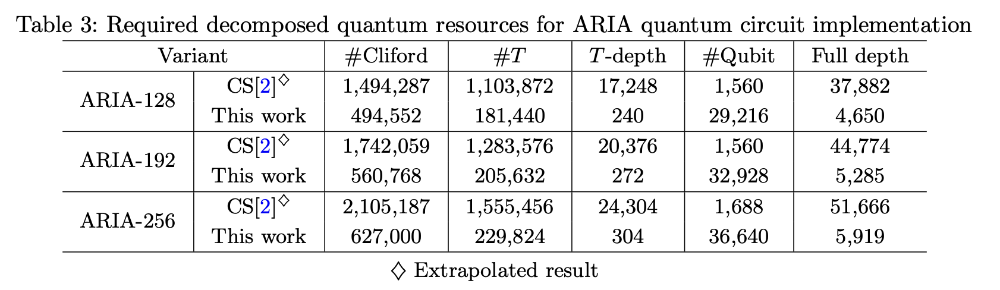 Table 3: Required decomposed quantum resources for ARIA quantum circuit implementation
Variant #Cliford #T T-depth #Qubit Full depth
ARIA-128 CS[2]◇ 1,494,287 1,103,872 17,248 1,560 37,882
This work 494,552 181,440 240 29,216 4,650
ARIA-192 CS[2]◇ 1,742,059 1,283,576 20,376 1,560 44,774
This work 560,768 205,632 272 32,928 5,285
ARIA-256 CS[2]◇ 2,105,187 1,555,456 24,304 1,688 51,666
This work 627,000 229,824 304 36,640 5,919
◇ Extrapolated result